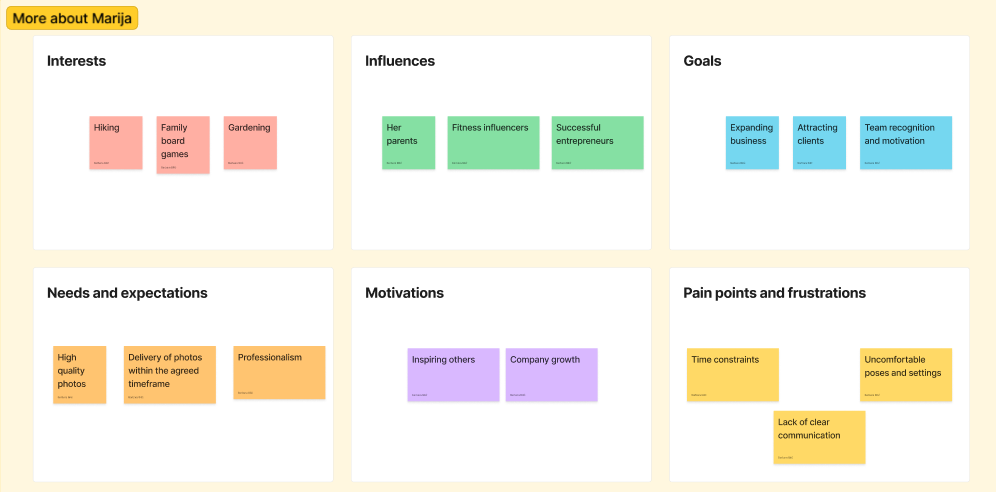 More about Marija
Interests
Hiking
Family
board
games
Gardening
Influences
Her
parents
Fitness influencers
Successful
entrepreneurs
Goals
Expanding
business
Attracting
clients
Team recognition
and motivation
Needs and expectations
High
quality
photos
Delivery of photos
within the agreed
timeframe
Professionalism
Motivations
Inspiring others
Company growth
Pain points and frustrations
Time constraints
Uncomfortable
poses and settings
Lack of clear
communication